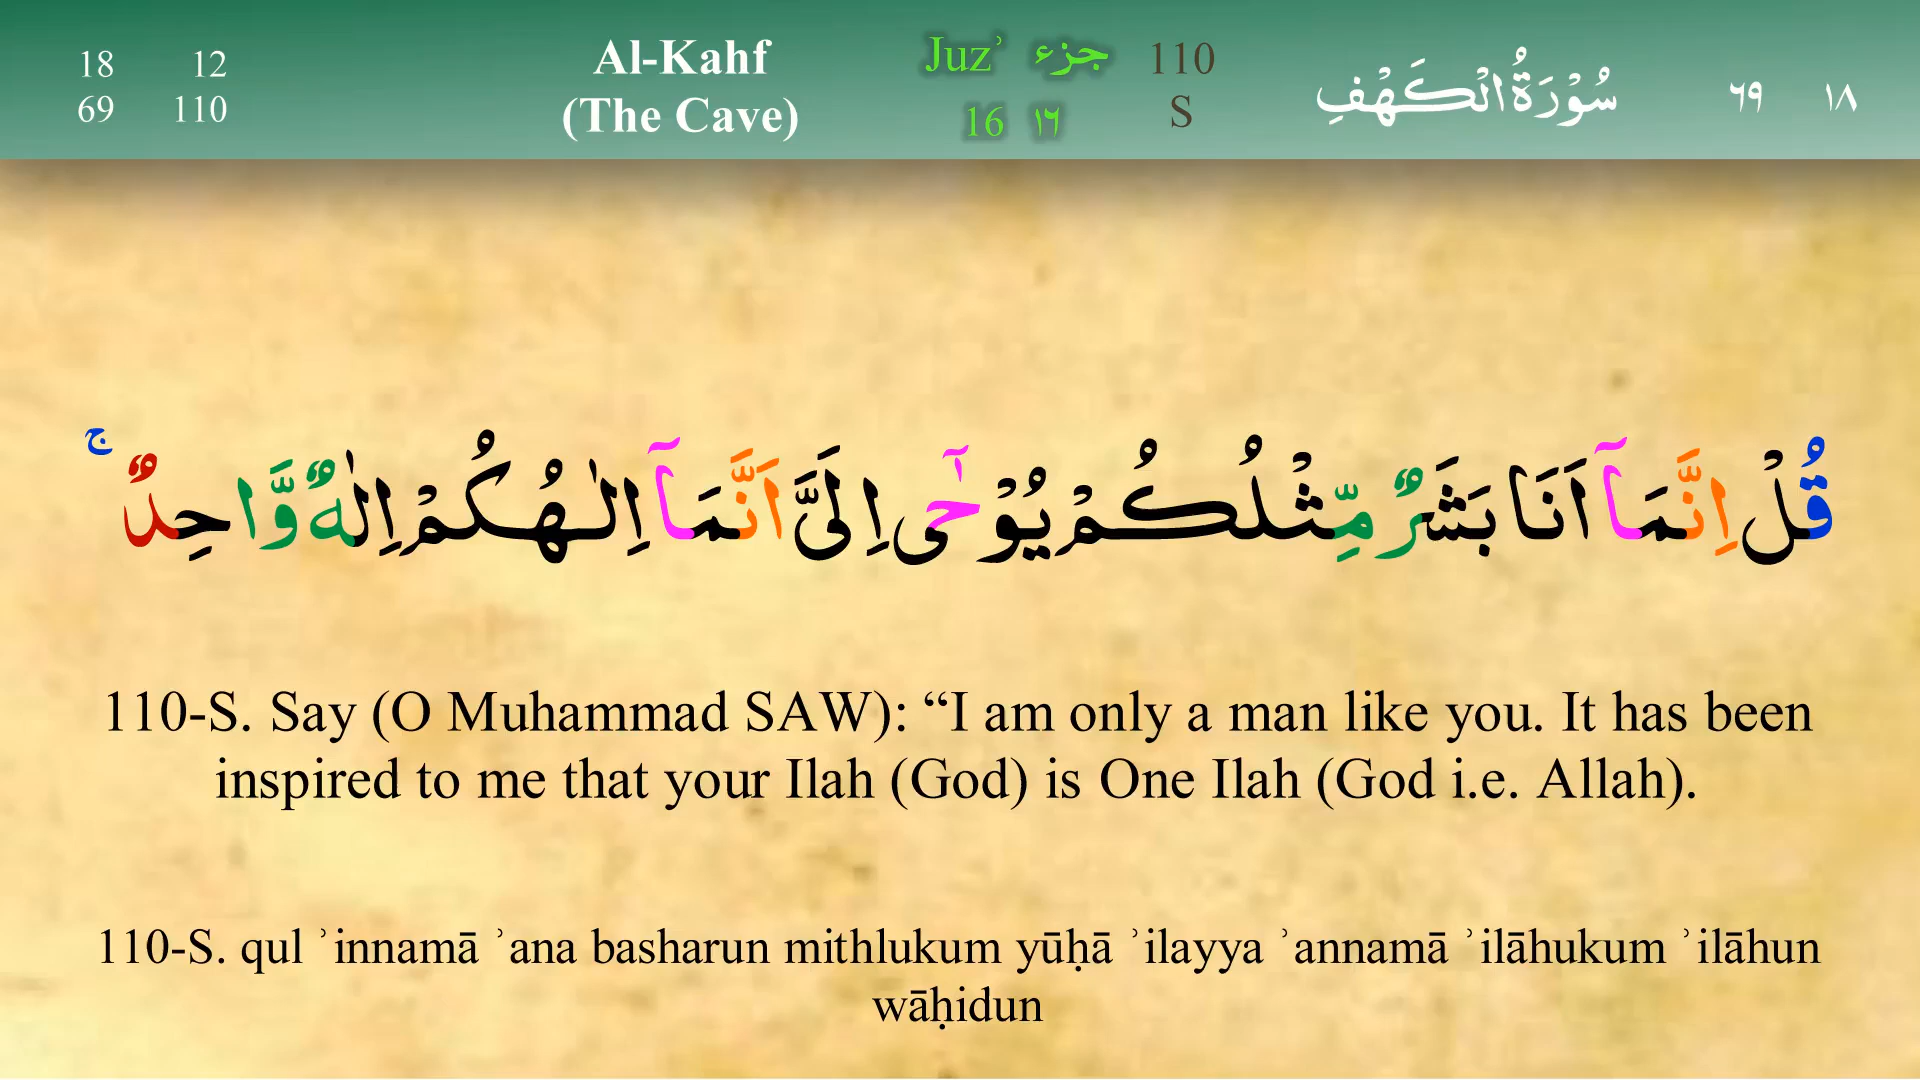 18 12
69 110
Al-Kahf
(The Cave)
Juzʾ جزء
16 ١٦
110
S
سُوْرَةُ الْكَهْفِ
٦٩ ١٨
قُلْ اِنَّمَآ اَنَا بَشَرٌ مِّثْلُكُمْ يُوْحٰٓى اِلَىَّ اَنَّمَآ اِلٰـهُكُمْ اِلٰهٌ وَّاحِدٌ ۚ
110-S. Say (O Muhammad SAW): “I am only a man like you. It has been
inspired to me that your Ilah (God) is One Ilah (God i.e. Allah).
110-S. qul ʾinnamā ʾana basharun mithlukum yūḥā ʾilayya ʾannamā ʾilāhukum ʾilāhun
wāḥidun